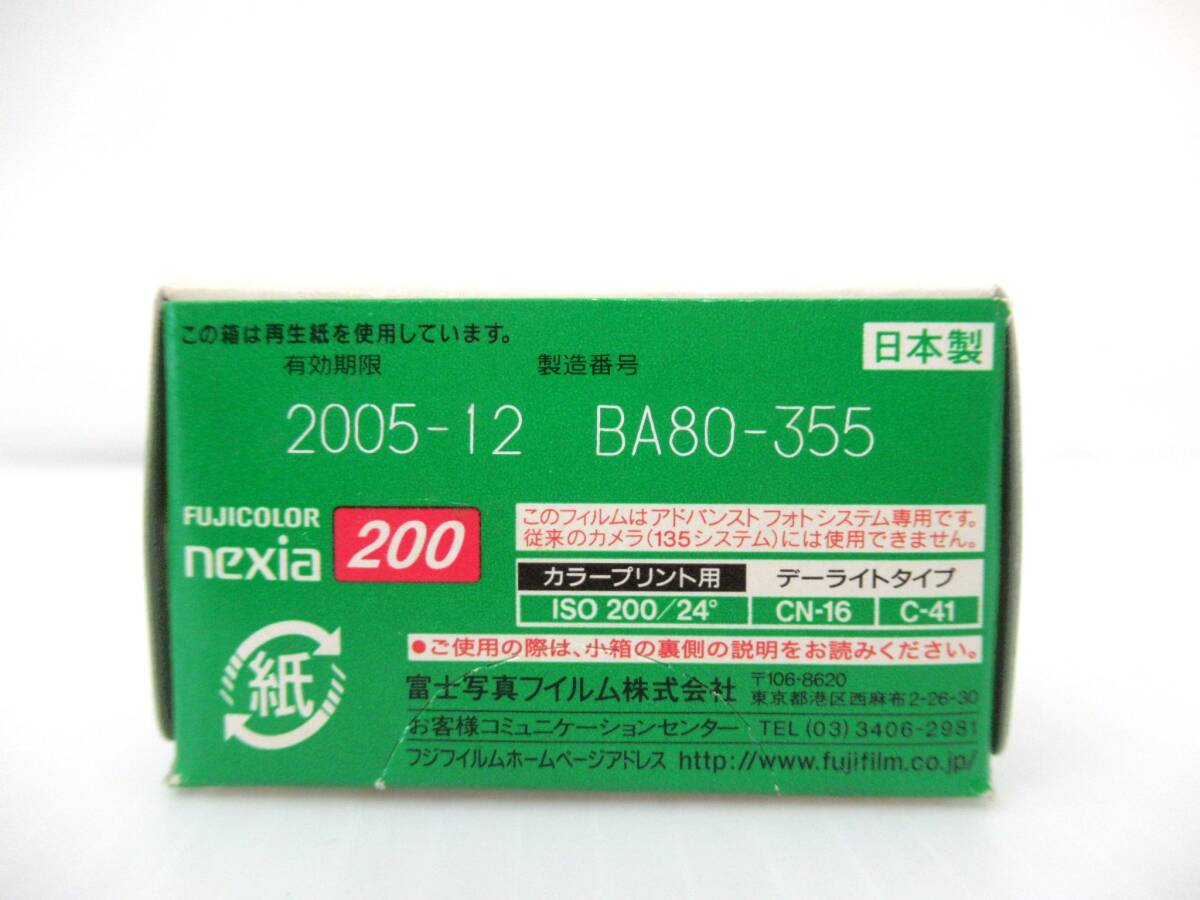 この箱は再生紙を使用しています。
日本製
有効期限 製造番号
2005-12 BA80-355
FUJICOLOR
nexia 200
このフィルムはアドバンストフォトシステム専用です。
従来のカメラ(135システム)には使用できません。
カラープリント用 デーライトタイプ
ISO 200/24° CN-16 C-41
●ご使用の際は、小箱の裏側の説明をお読みください。
紙
富士写真フイルム株式会社 〒106-8620
東京都港区西麻布2-26-30
お客様コミュニケーションセンター TEL (03) 3406-2981
フジフイルムホームページアドレス http://www.fujifilm.co.jp/